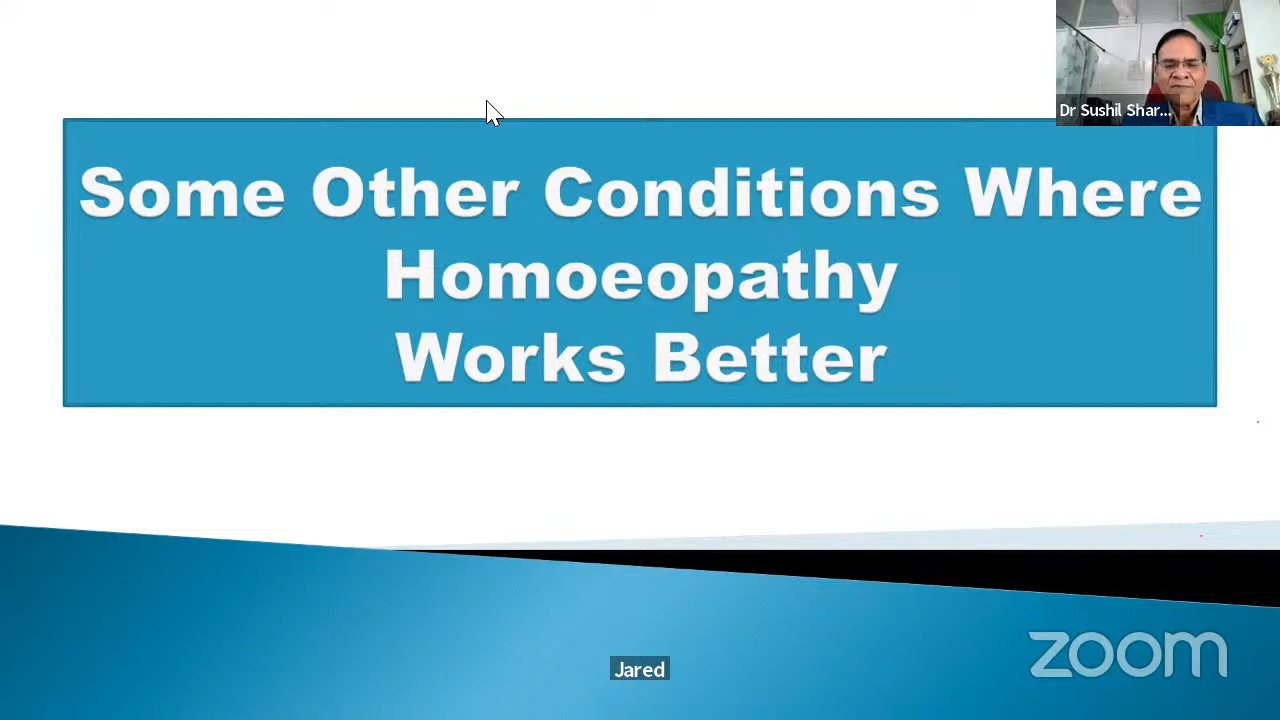 Dr Sushil Shar...
Some Other Conditions Where
Homoeopathy
Works Better
zoom
Jared